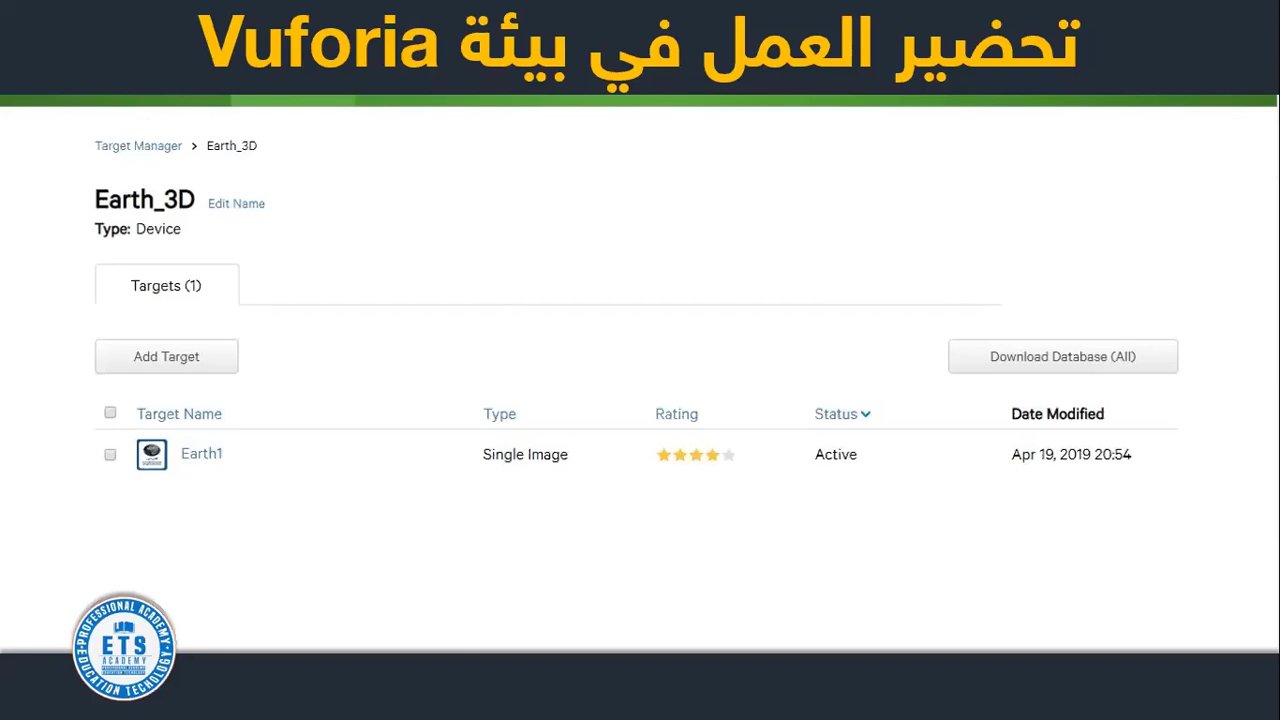 تحضير العمل في بيئة Vuforia
Target Manager > Earth_3D
Earth_3D Edit Name
Type: Device
Targets (1)
Add Target Download Database (All)
Target Name Type Rating Status Date Modified
Earth1 Single Image Active Apr 19, 2019 20:54
E-PROFESSIONAL ACADEMY
ETS
ACADEMY
EDUCATION TECHOLOGY